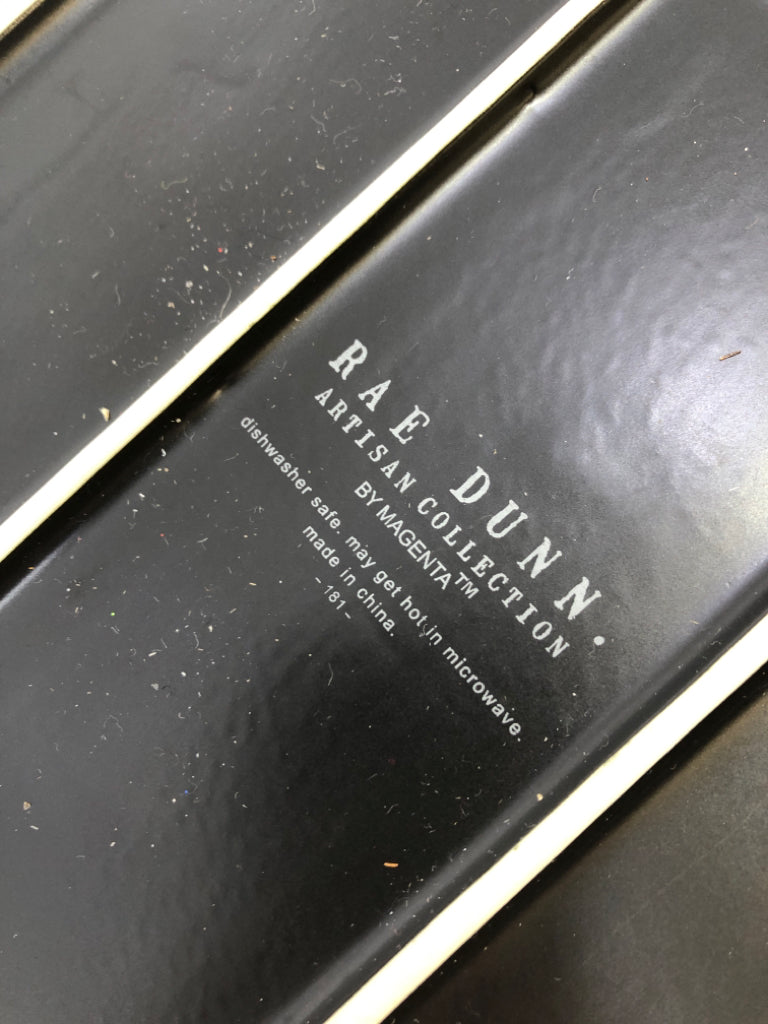 RAE DUNN.
ARTISAN COLLECTION
BY MAGENTA™
dishwasher safe. may get hot in microwave.
made in china.
– 181 –